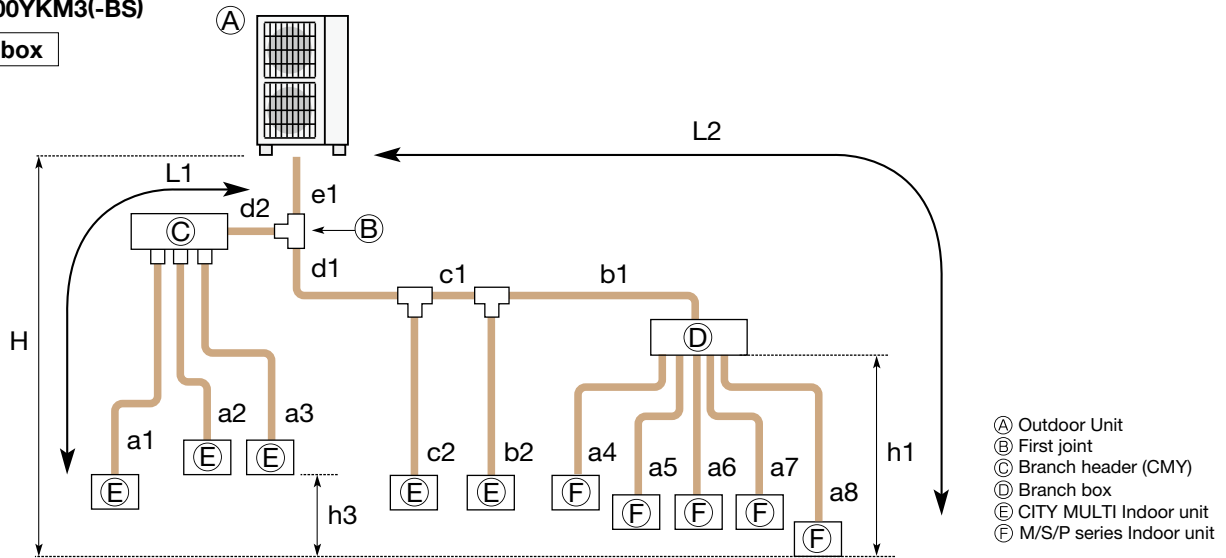 00YKM3(-BS)
box
Ⓐ
L2
L1
e1
d2
Ⓒ
Ⓑ
d1
c1
b1
H
Ⓓ
a1
a2
a3
c2
b2
a4
a5
a6
a7
a8
h1
Ⓔ
Ⓔ
Ⓔ
Ⓔ
Ⓔ
Ⓕ
Ⓕ
Ⓕ
Ⓕ
Ⓕ
h3
Ⓐ Outdoor Unit
Ⓑ First joint
Ⓒ Branch header (CMY)
Ⓓ Branch box
Ⓔ CITY MULTI Indoor unit
Ⓕ M/S/P series Indoor unit